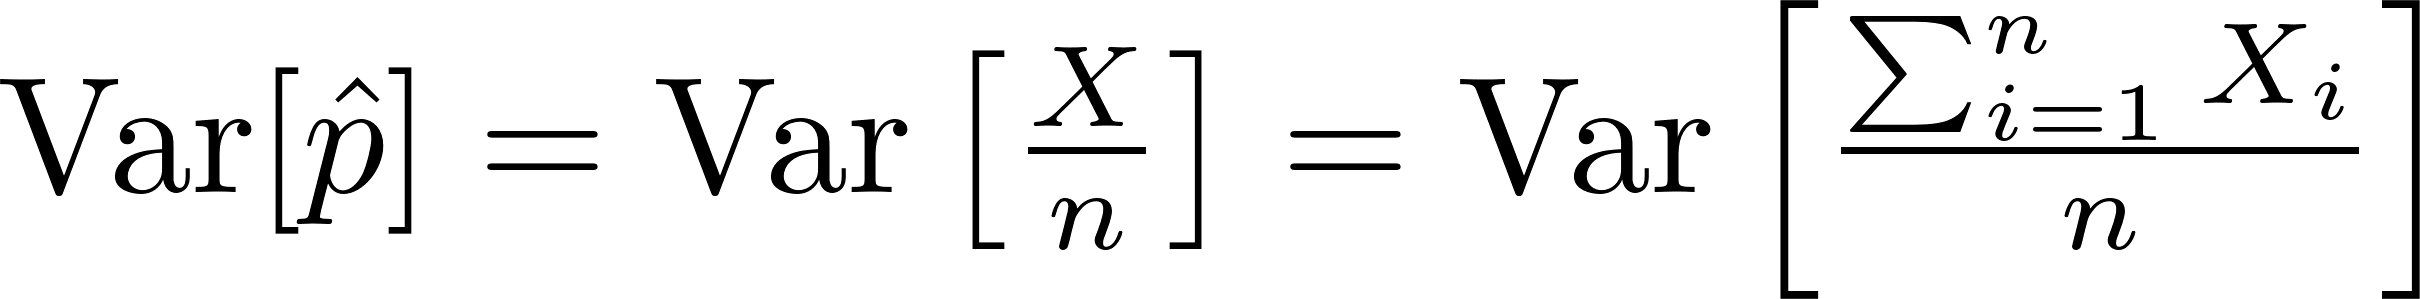 Var[p̂] = Var [X/n] = Var [∑ⁿᵢ₌₁ Xᵢ / n]